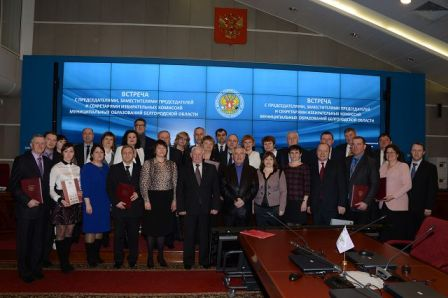 ВСТРЕЧА
С ПРЕДСЕДАТЕЛЯМИ, ЗАМЕСТИТЕЛЯМИ ПРЕДСЕДАТЕЛЕЙ
И СЕКРЕТАРЯМИ ИЗБИРАТЕЛЬНЫХ КОМИССИЙ
МУНИЦИПАЛЬНЫХ ОБРАЗОВАНИЙ БЕЛГОРОДСКОЙ ОБЛАСТИ
ВСТРЕЧА
С ПРЕДСЕДАТЕЛЯМИ, ЗАМЕСТИТЕЛЯМИ ПРЕДСЕДАТЕЛЕЙ
И СЕКРЕТАРЯМИ ИЗБИРАТЕЛЬНЫХ КОМИССИЙ
МУНИЦИПАЛЬНЫХ ОБРАЗОВАНИЙ БЕЛГОРОДСКОЙ ОБЛАСТИ